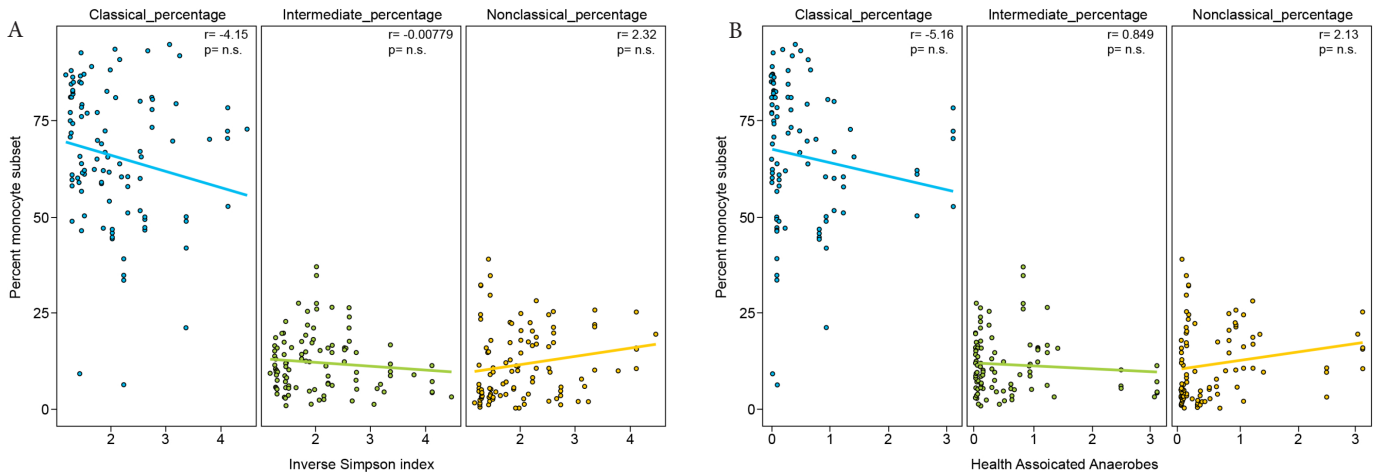 A
Classical_percentage
Intermediate_percentage
Nonclassical_percentage
r= -4.15
p= n.s.
r= -0.00779
p= n.s.
r= 2.32
p= n.s.
Percent monocyte subset
75
50
25
0
2 3 4
2 3 4
2 3 4
Inverse Simpson index
B
Classical_percentage
Intermediate_percentage
Nonclassical_percentage
r= -5.16
p= n.s.
r= 0.849
p= n.s.
r= 2.13
p= n.s.
Percent monocyte subset
75
50
25
0
0 1 2 3
0 1 2 3
0 1 2 3
Health Assoicated Anaerobes